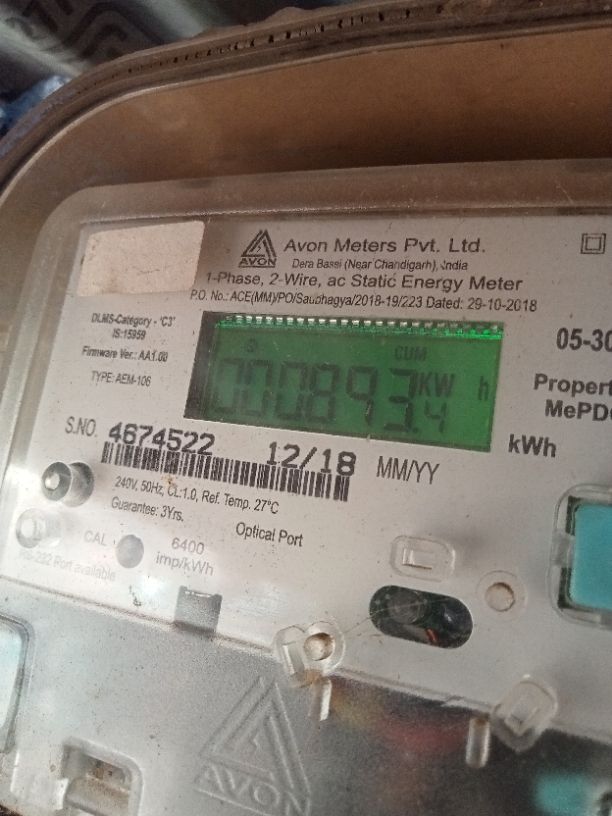 AVON
Avon Meters Pvt. Ltd.
Dera Bassi (Near Chandigarh), India
1-Phase, 2-Wire, ac Static Energy Meter
P.O. No.: ACE(MM)/PO/Saubhagya/2018-19/223 Dated: 29-10-2018
DLMS-Category - 'C3'
IS:15959
Firmware Ver.: AA1.00
TYPE: AEM-106
S CUM
000893.4 KW h
kWh
05-30
Propert
MePD
S.NO. 4674522 12/18 MM/YY
240V, 50Hz, CL:1.0, Ref. Temp. 27°C
Guarantee: 3Yrs.
Optical Port
CAL
6400
imp/kWh
RS-232 Port available
AVON